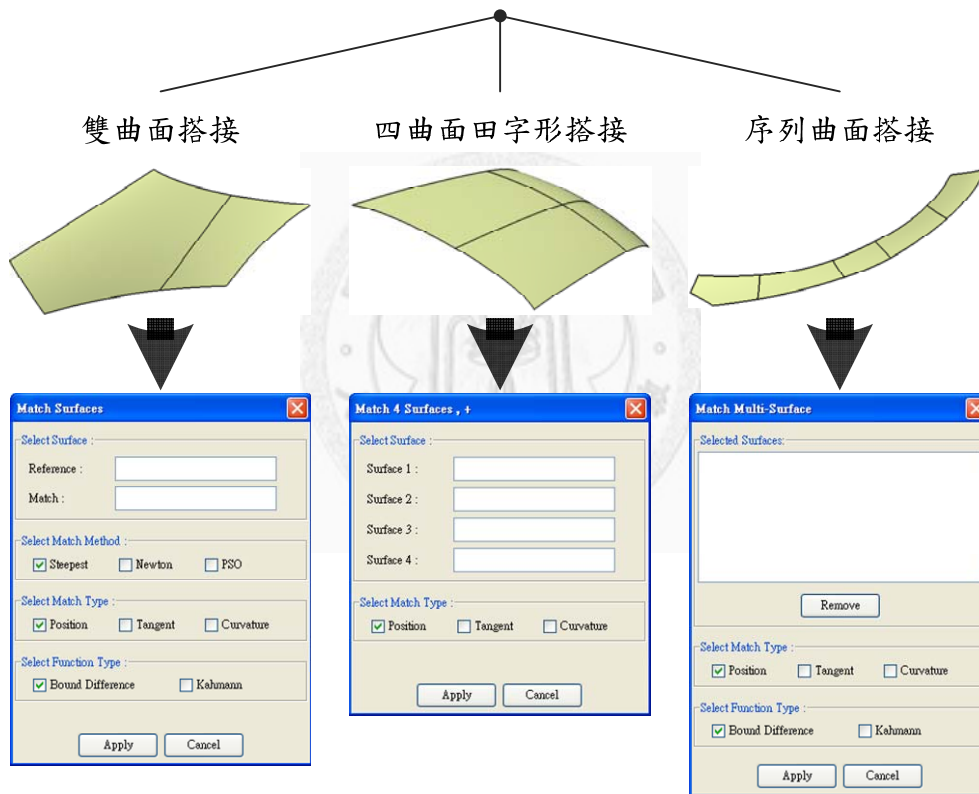 雙曲面搭接
四曲面田字形搭接
序列曲面搭接
Match Surfaces
Select Surface :
Reference :
Match :
Select Match Method :
Steepest
Newton
PSO
Select Match Type :
Position
Tangent
Curvature
Select Function Type :
Bound Difference
Kahmann
Apply
Cancel
Match 4 Surfaces , +
Select Surface :
Surface 1 :
Surface 2 :
Surface 3 :
Surface 4 :
Select Match Type :
Position
Tangent
Curvature
Apply
Cancel
Match Multi-Surface
Selected Surfaces:
Remove
Select Match Type :
Position
Tangent
Curvature
Select Function Type :
Bound Difference
Kahmann
Apply
Cancel